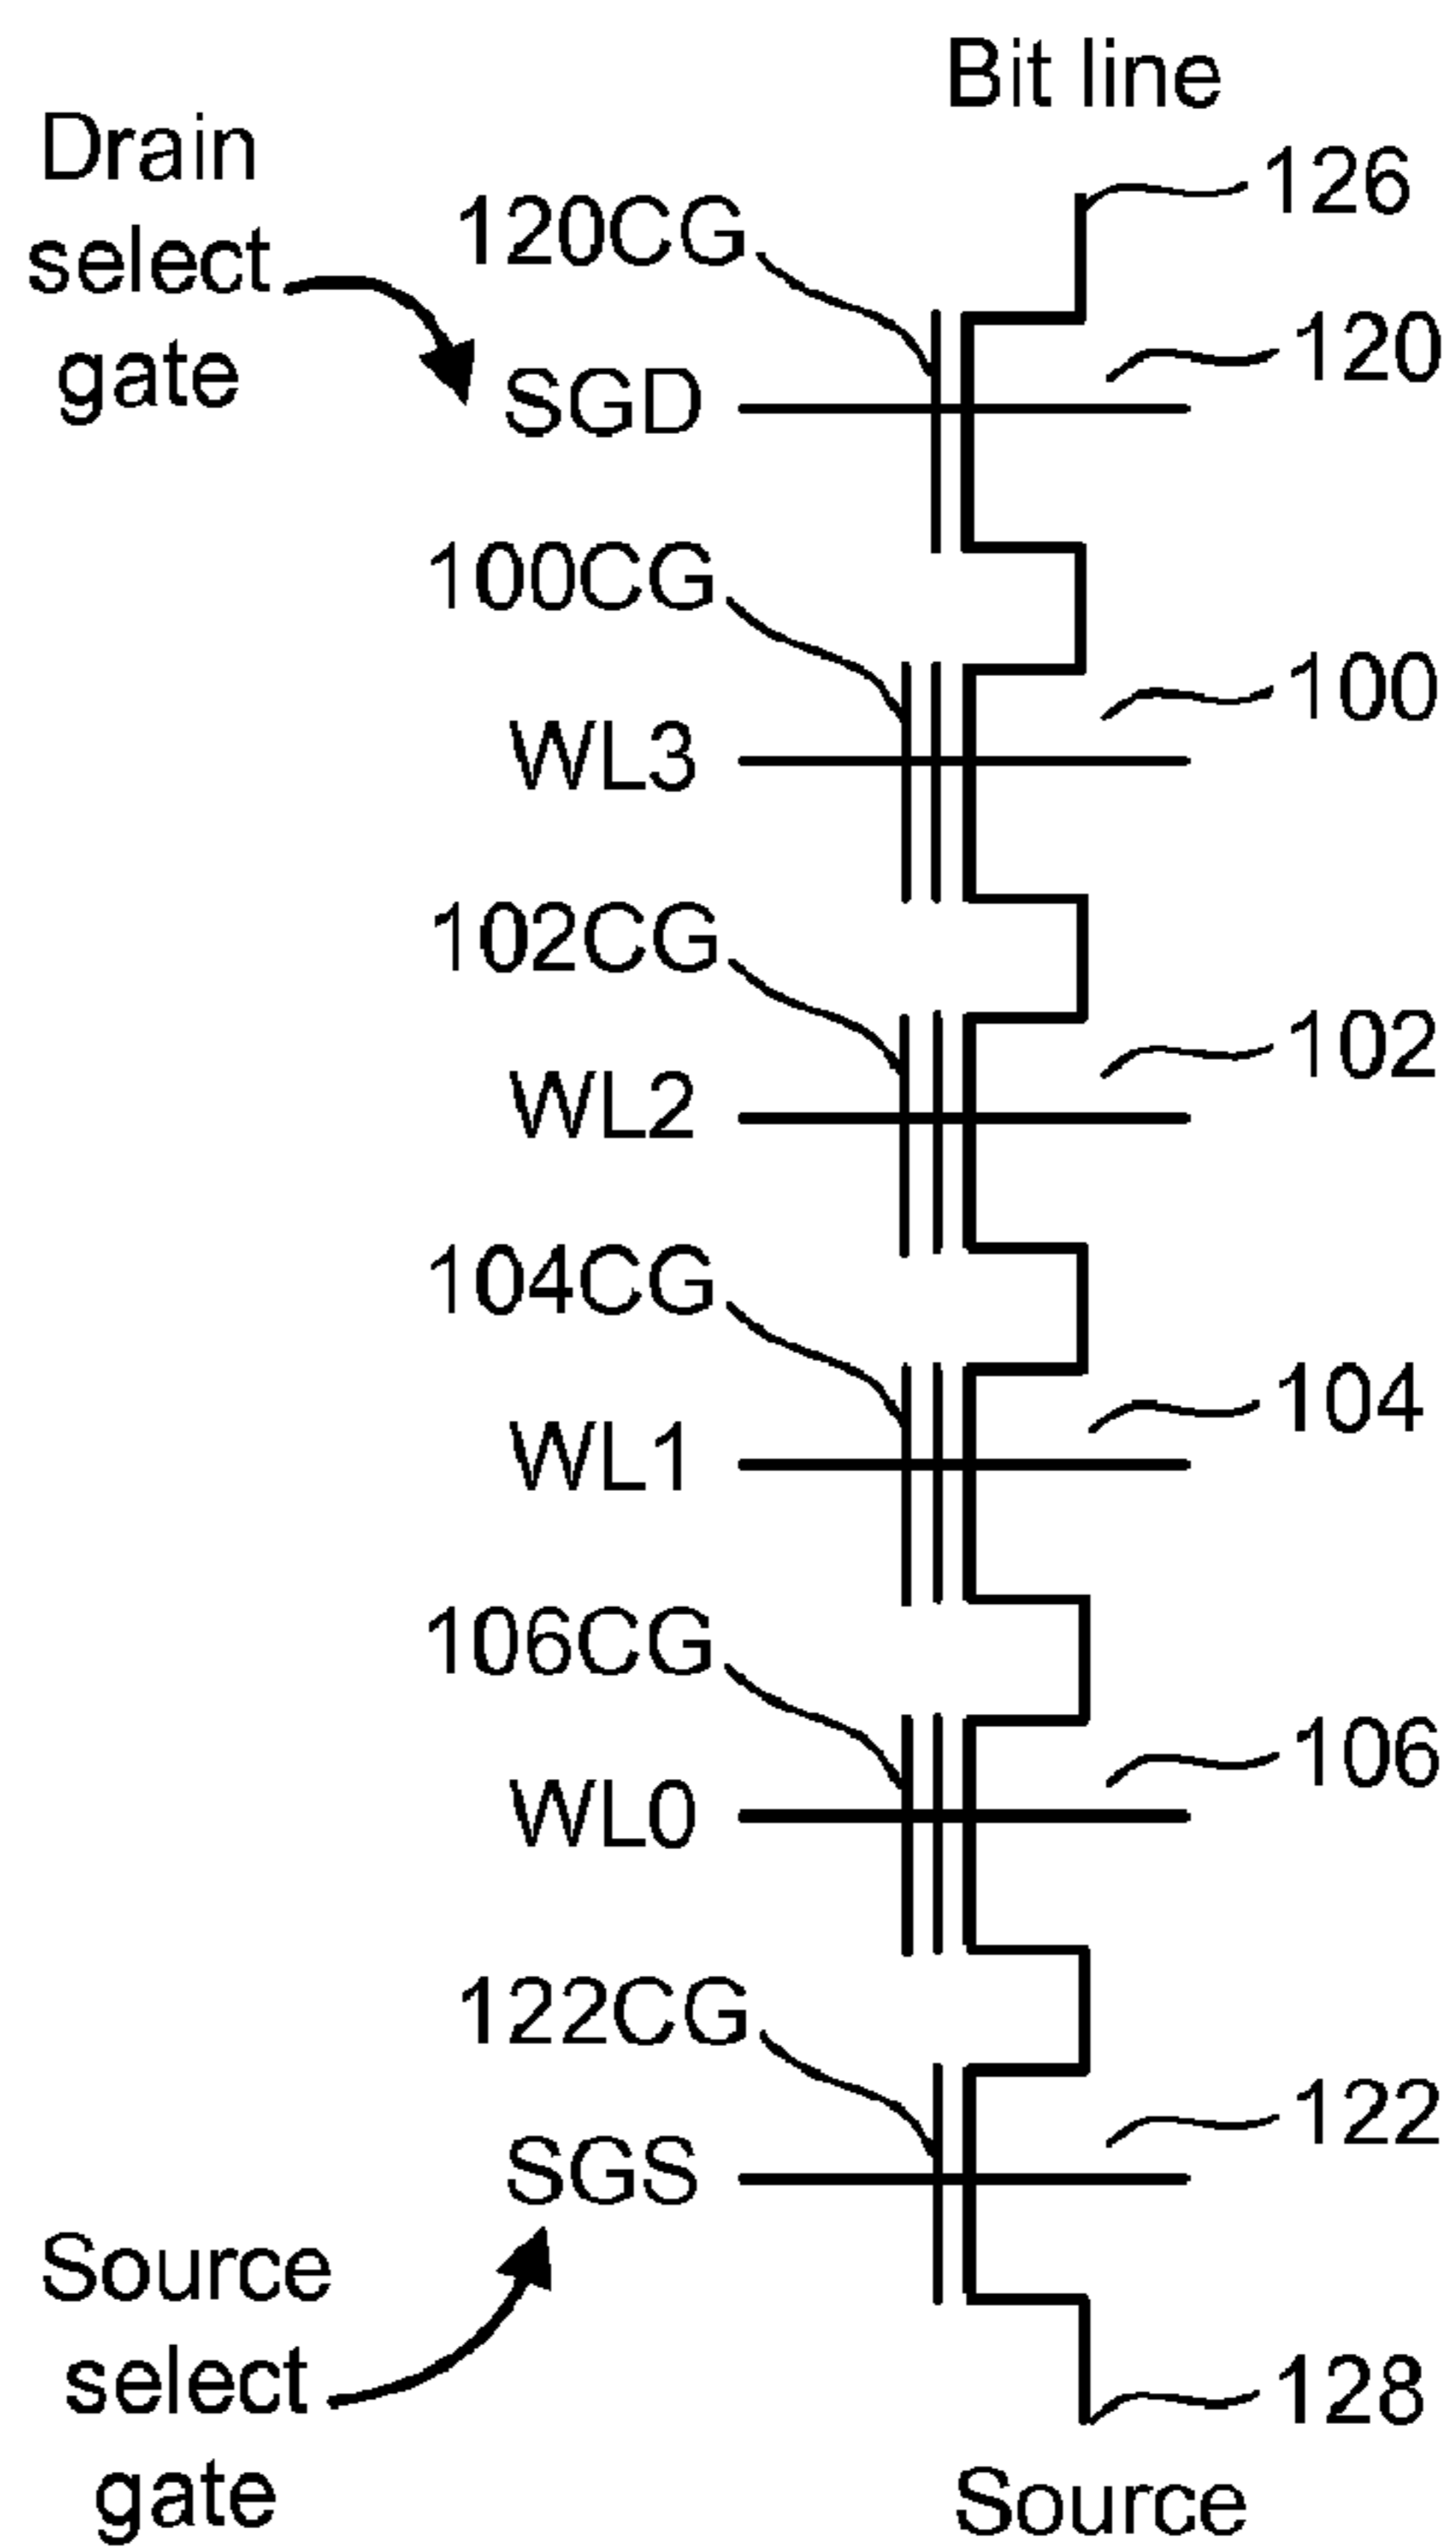 Bit line
Drain
select
gate
126
120CG
120
SGD
100CG
100
WL3
102CG
102
WL2
104CG
104
WL1
106CG
106
WL0
122CG
122
SGS
Source
select
gate
128
Source